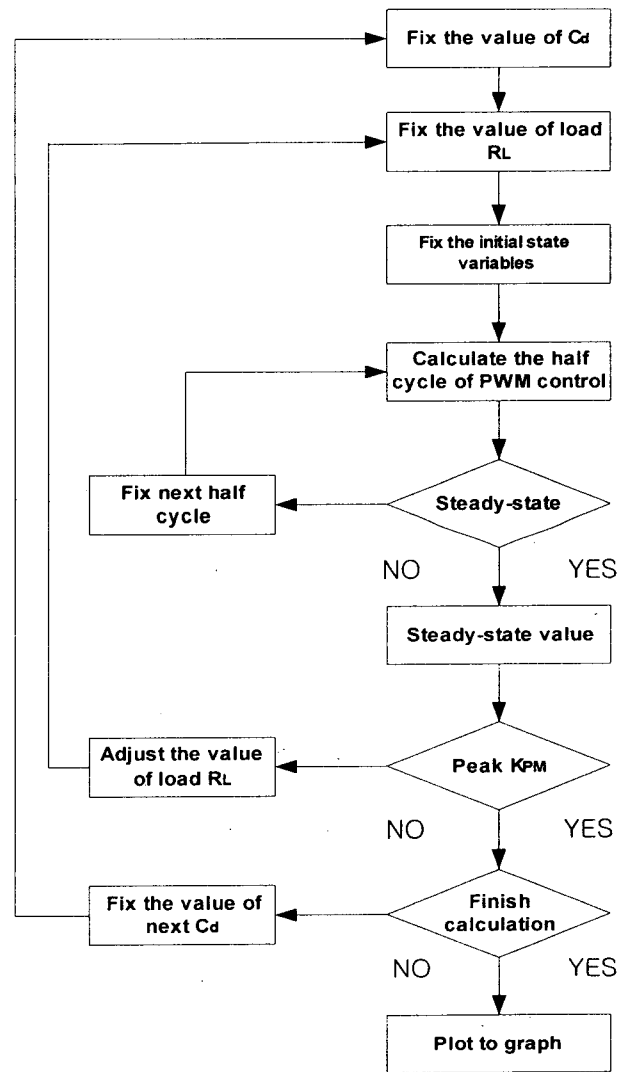 Fix the value of Cd
Fix the value of load
RL
Fix the initial state
variables
Calculate the half
cycle of PWM control
Fix next half
cycle
Steady-state
NO
YES
Steady-state value
Adjust the value
of load RL
Peak KPM
NO
YES
Fix the value of
next Cd
Finish
calculation
NO
YES
Plot to graph